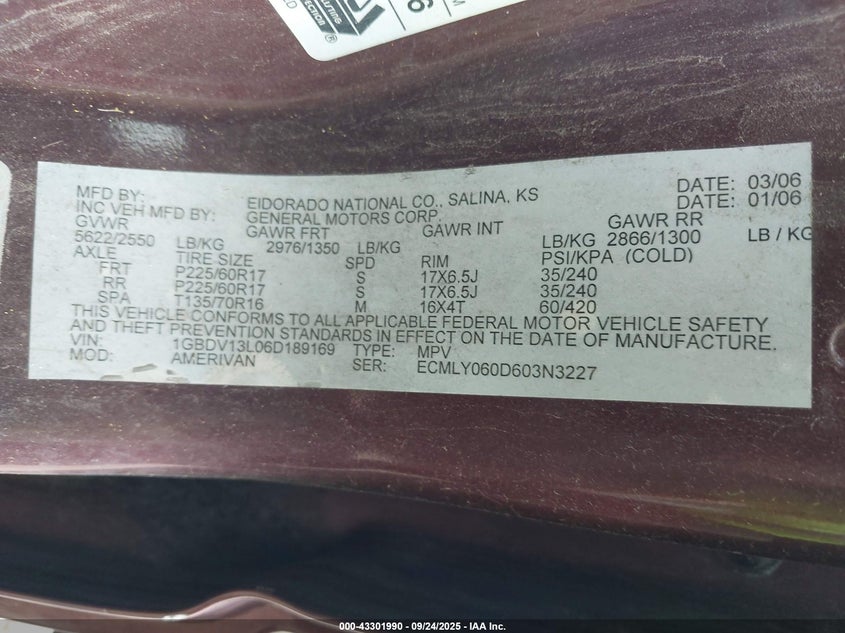 6
MFD BY: EIDORADO NATIONAL CO., SALINA, KS DATE: 03/06
INC VEH MFD BY: GENERAL MOTORS CORP. DATE: 01/06
GVWR GAWR FRT GAWR INT GAWR RR
5622/2550 LB/KG 2976/1350 LB/KG LB/KG 2866/1300 LB / KG
AXLE TIRE SIZE SPD RIM PSI/KPA (COLD)
FRT P225/60R17 S 17X6.5J 35/240
RR P225/60R17 S 17X6.5J 35/240
SPA T135/70R16 M 16X4T 60/420
THIS VEHICLE CONFORMS TO ALL APPLICABLE FEDERAL MOTOR VEHICLE SAFETY
AND THEFT PREVENTION STANDARDS IN EFFECT ON THE DATE OF MANUFACTURE.
VIN: 1GBDV13L06D189169 TYPE: MPV
MOD: AMERIVAN SER: ECMLY060D603N3227
000-43301990 - 09/24/2025 - IAA Inc.